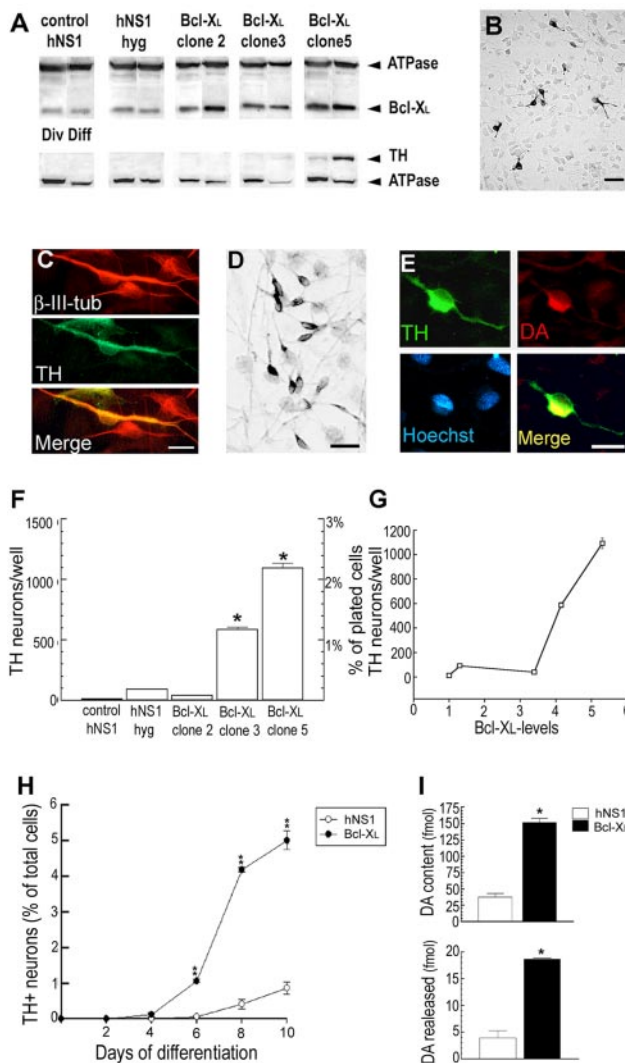 A
control hNS1
hNS1 hyg
Bcl-XL clone 2
Bcl-XL clone3
Bcl-XL clone5
ATPase
Bcl-XL
Div Diff
TH
ATPase
B
C
β-III-tub
TH
Merge
D
E
TH
DA
Hoechst
Merge
F
TH neurons/well
1500
1000
500
0
3%
2%
1%
% of plated cells
*
*
control hNS1
hNS1 hyg
Bcl-XL clone 2
Bcl-XL clone 3
Bcl-XL clone 5
G
TH neurons/well
1200
1000
800
600
400
200
0
0 1 2 3 4 5 6
Bcl-XL-levels
H
TH+ neurons (% of total cells)
6
5
4
3
2
1
0
2 4 6 8 10
Days of differentiation
hNS1
Bcl-XL
**
**
**
I
hNS1
Bcl-XL
DA content (fmol)
175
150
125
100
75
50
25
0
*
DA realeased (fmol)
20
15
10
5
0
*